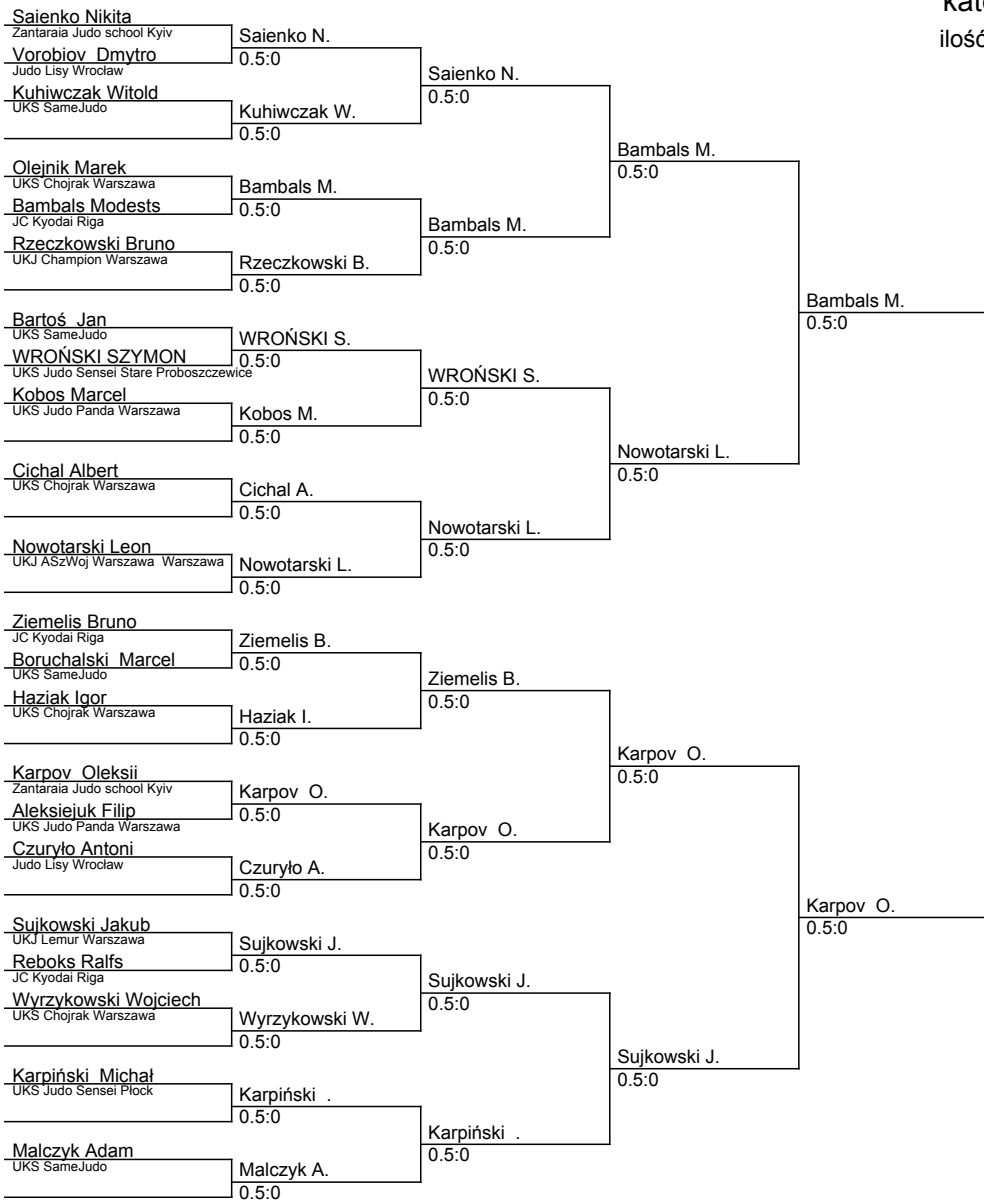 kate
ilość
Saienko Nikita
Zantaraia Judo school Kyiv
Vorobiov  Dmytro
Judo Lisy Wrocław
Kuhiwczak Witold
UKS SameJudo
Olejnik Marek
UKS Chojrak Warszawa
Bambals Modests
JC Kyodai Riga
Rzeczkowski Bruno
UKJ Champion Warszawa
Bartoś  Jan
UKS SameJudo
WROŃSKI SZYMON
UKS Judo Sensei Stare Proboszczewice
Kobos Marcel
UKS Judo Panda Warszawa
Cichal Albert
UKS Chojrak Warszawa
Nowotarski Leon
UKJ ASzWoj Warszawa  Warszawa
Ziemelis Bruno
JC Kyodai Riga
Boruchalski  Marcel
UKS SameJudo
Haziak Igor
UKS Chojrak Warszawa
Karpov  Oleksii
Zantaraia Judo school Kyiv
Aleksiejuk Filip
UKS Judo Panda Warszawa
Czuryło Antoni
Judo Lisy Wrocław
Sujkowski Jakub
UKJ Lemur Warszawa
Reboks Ralfs
JC Kyodai Riga
Wyrzykowski Wojciech
UKS Chojrak Warszawa
Karpiński  Michał
UKS Judo Sensei Płock
Malczyk Adam
UKS SameJudo
Saienko N.
0.5:0
Kuhiwczak W.
0.5:0
Bambals M.
0.5:0
Rzeczkowski B.
0.5:0
WROŃSKI S.
0.5:0
Kobos M.
0.5:0
Cichal A.
0.5:0
Nowotarski L.
0.5:0
Ziemelis B.
0.5:0
Haziak I.
0.5:0
Karpov  O.
0.5:0
Czuryło A.
0.5:0
Sujkowski J.
0.5:0
Wyrzykowski W.
0.5:0
Karpiński  .
0.5:0
Malczyk A.
0.5:0
Saienko N.
0.5:0
Bambals M.
0.5:0
WROŃSKI S.
0.5:0
Nowotarski L.
0.5:0
Ziemelis B.
0.5:0
Karpov  O.
0.5:0
Sujkowski J.
0.5:0
Karpiński  .
0.5:0
Bambals M.
0.5:0
Nowotarski L.
0.5:0
Karpov  O.
0.5:0
Sujkowski J.
0.5:0
Bambals M.
0.5:0
Karpov  O.
0.5:0